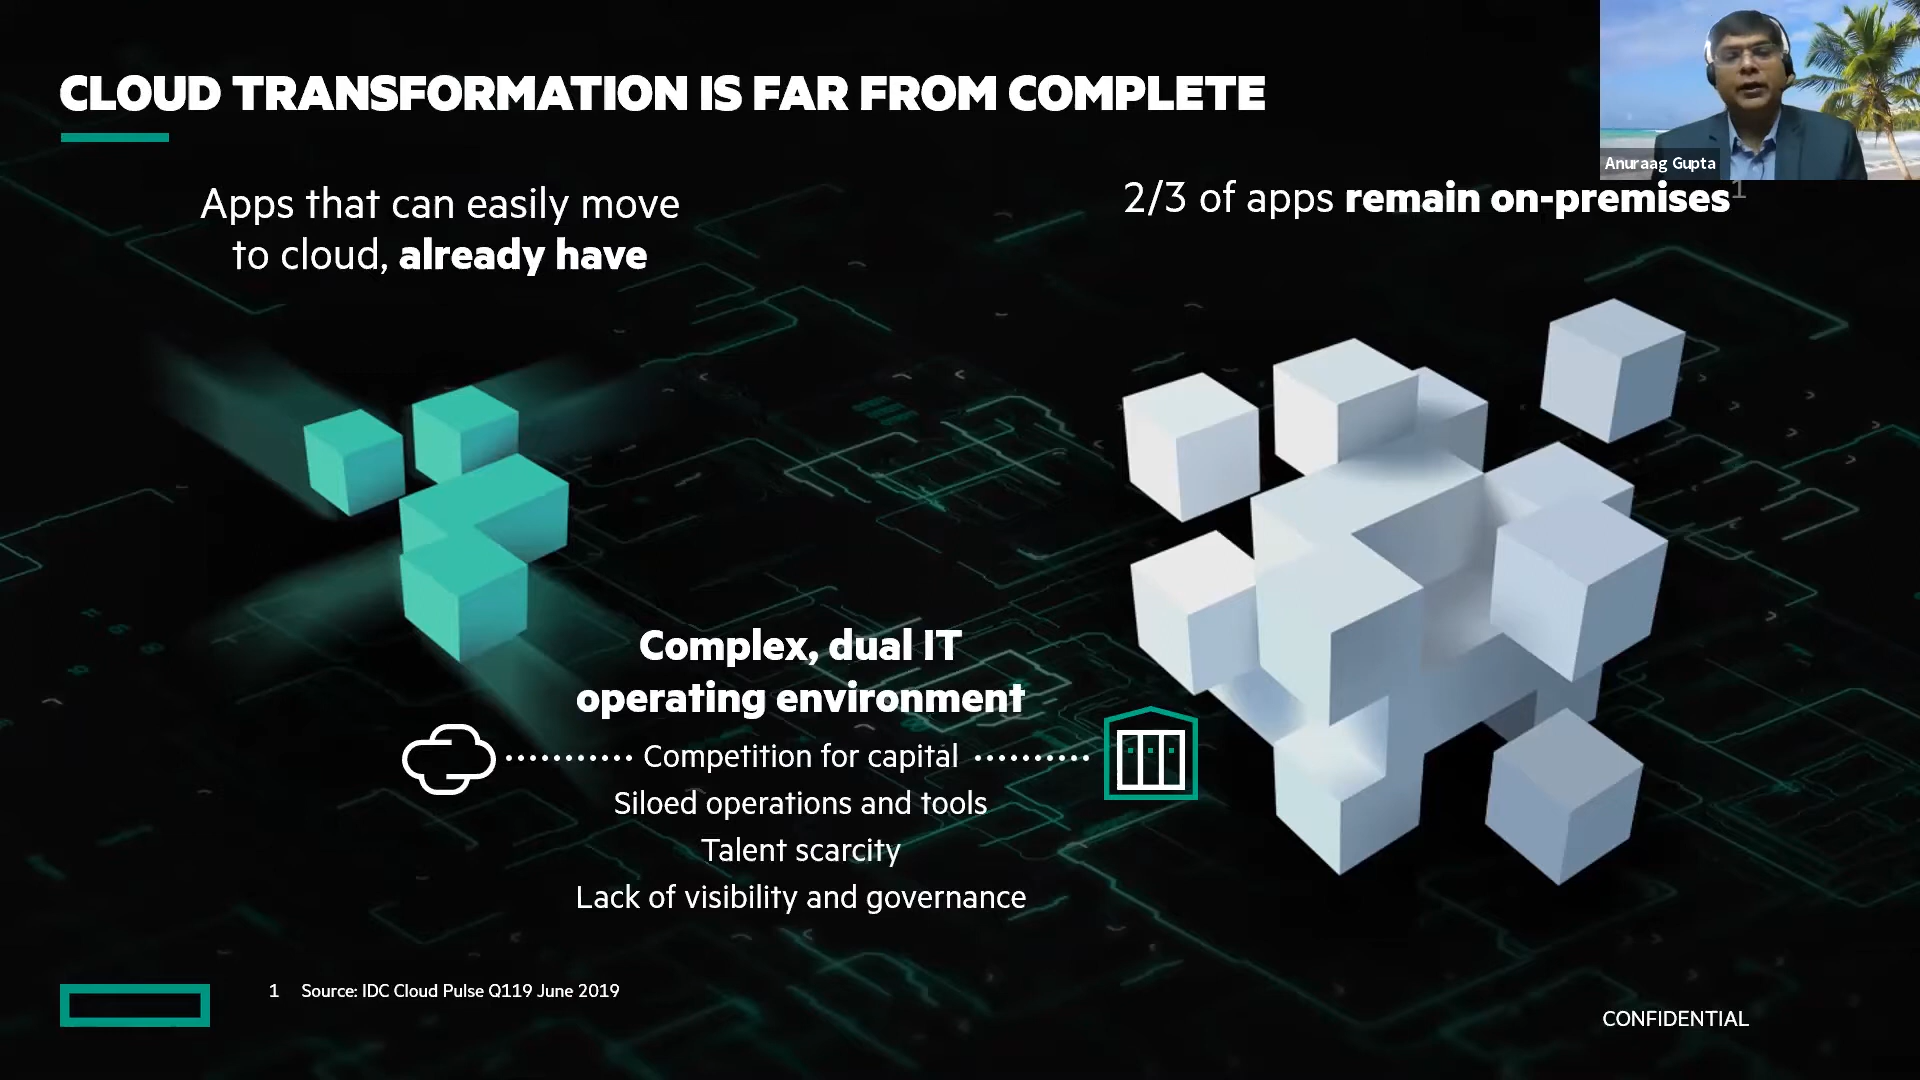 CLOUD TRANSFORMATION IS FAR FROM COMPLETE
Anuraag Gupta
Apps that can easily move
to cloud, already have
2/3 of apps remain on-premises1
Complex, dual IT
operating environment
Competition for capital
Siloed operations and tools
Talent scarcity
Lack of visibility and governance
1 Source: IDC Cloud Pulse Q119 June 2019
CONFIDENTIAL